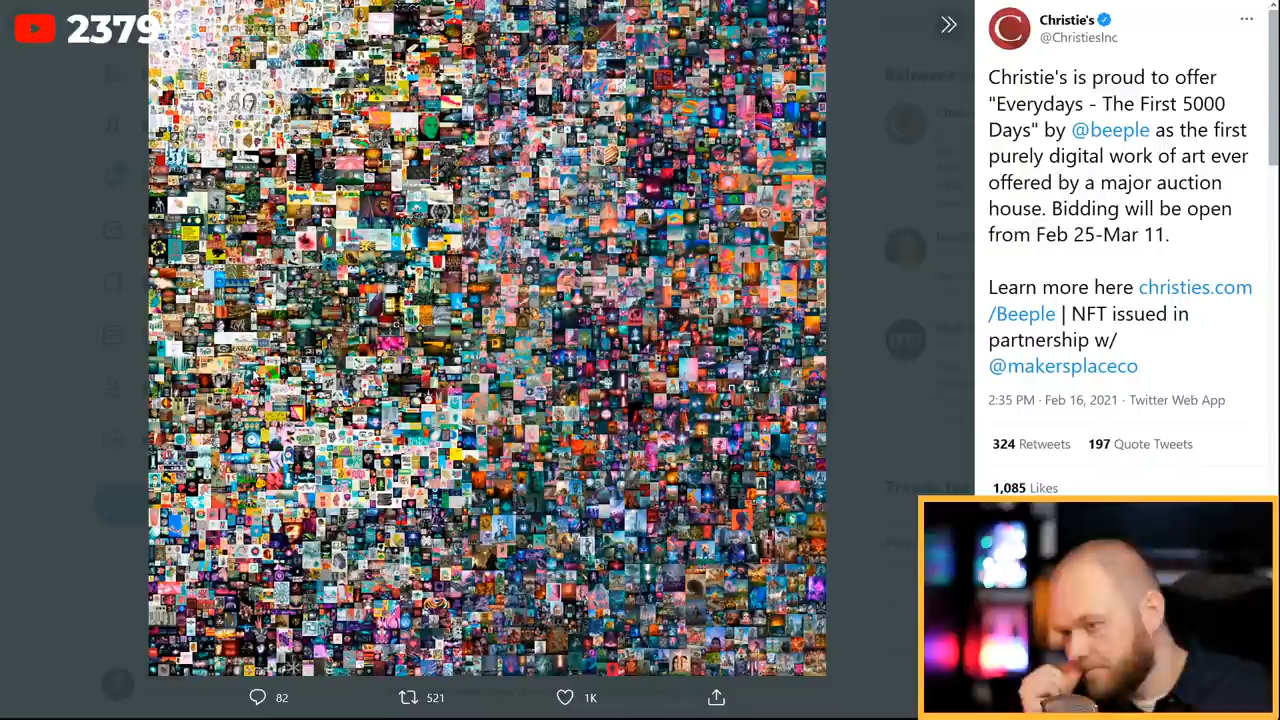 2379
Christie's
@ChristiesInc
Christie's is proud to offer
"Everydays - The First 5000
Days" by @beeple as the first
purely digital work of art ever
offered by a major auction
house. Bidding will be open
from Feb 25-Mar 11.
Learn more here christies.com
/Beeple | NFT issued in
partnership w/
@makersplaceco
2:35 PM · Feb 16, 2021 · Twitter Web App
324 Retweets 197 Quote Tweets
1,085 Likes
82 521 1K